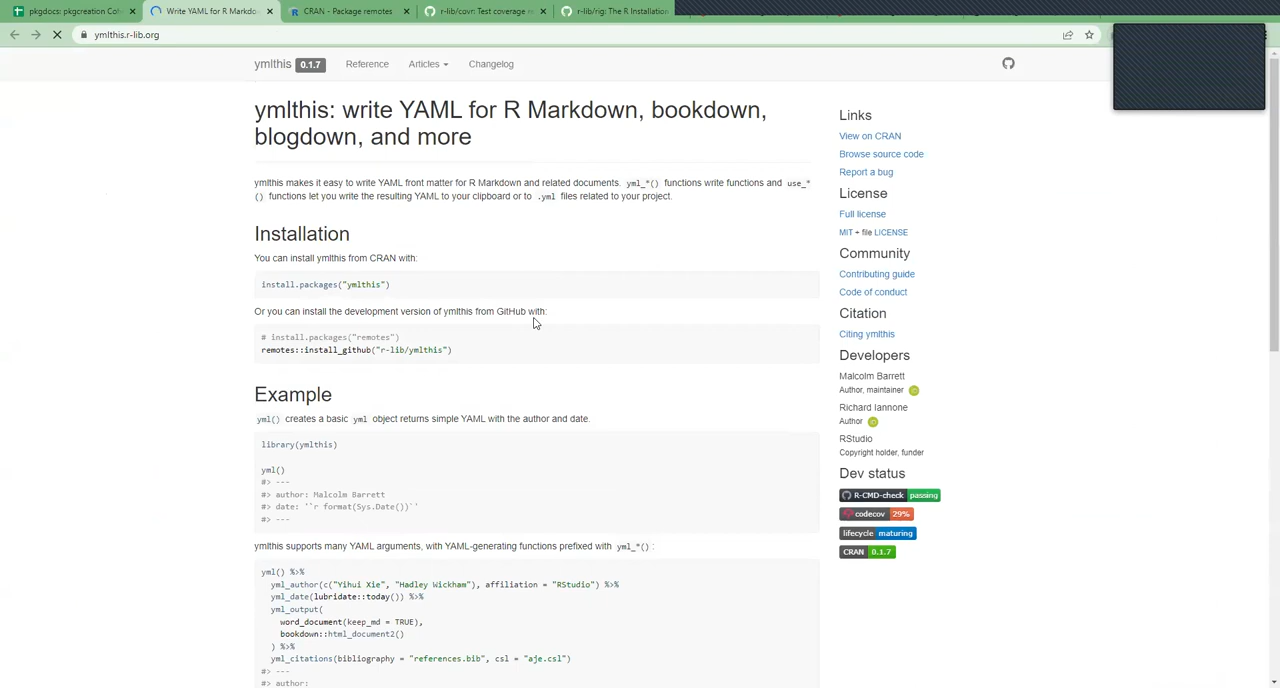 pkgdocs: pkgcreation Col
Write YAML for R Markdo
CRAN - Package remotes
r-lib/covr: Test coverage r
r-lib/rig: The R Installation
ymlthis.r-lib.org
ymlthis 0.1.7 Reference Articles Changelog
ymlthis: write YAML for R Markdown, bookdown,
blogdown, and more
ymlthis makes it easy to write YAML front matter for R Markdown and related documents. yml_*() functions write functions and use_*
() functions let you write the resulting YAML to your clipboard or to .yml files related to your project.
Installation
You can install ymlthis from CRAN with:
install.packages("ymlthis")
Or you can install the development version of ymlthis from GitHub with:
# install.packages("remotes")
remotes::install_github("r-lib/ymlthis")
Example
yml() creates a basic yml object returns simple YAML with the author and date.
library(ymlthis)
yml()
#> ---
#> author: Malcolm Barrett
#> date: '`r format(Sys.Date())`'
#> ---
ymlthis supports many YAML arguments, with YAML-generating functions prefixed with yml_*() :
yml() %>%
yml_author(c("Yihui Xie", "Hadley Wickham"), affiliation = "RStudio") %>%
yml_date(lubridate::today()) %>%
yml_output(
word_document(keep_md = TRUE),
bookdown::html_document2()
) %>%
yml_citations(bibliography = "references.bib", csl = "aje.csl")
#> ---
#> author:
Links
View on CRAN
Browse source code
Report a bug
License
Full license
MIT + file LICENSE
Community
Contributing guide
Code of conduct
Citation
Citing ymlthis
Developers
Malcolm Barrett
Author, maintainer
Richard Iannone
Author
RStudio
Copyright holder, funder
Dev status
R-CMD-check passing
codecov 29%
lifecycle maturing
CRAN 0.1.7